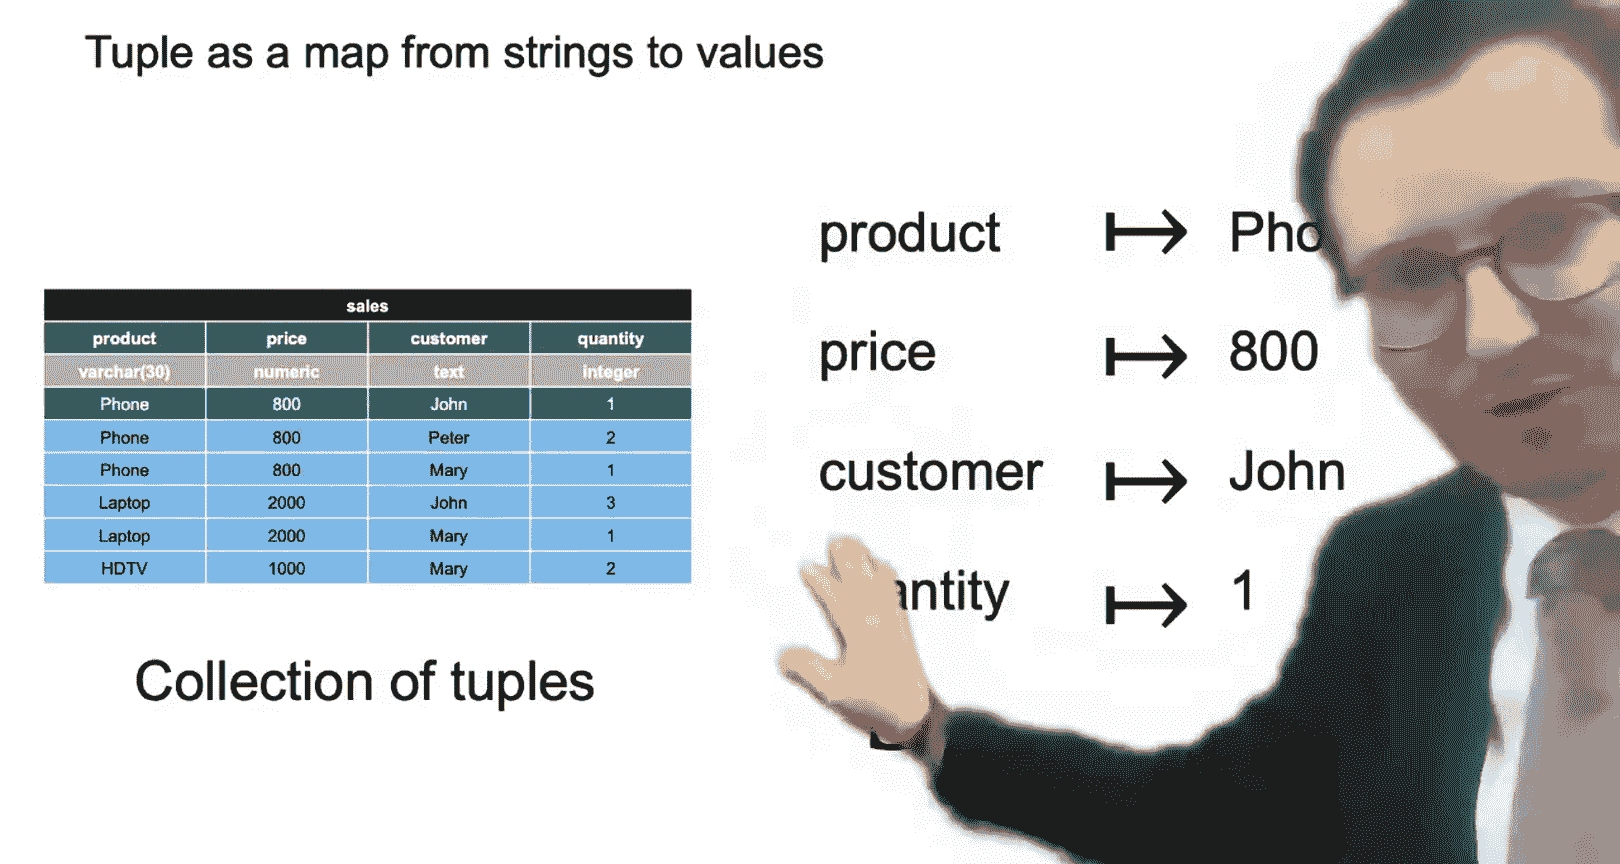 Tuple as a map from strings to values
sales
product price customer quantity
varchar(30) numeric text integer
Phone 800 John 1
Phone 800 Peter 2
Phone 800 Mary 1
Laptop 2000 John 3
Laptop 2000 Mary 1
HDTV 1000 Mary 2
Collection of tuples
product ↦ Pho
price ↦ 800
customer ↦ John
antity ↦ 1